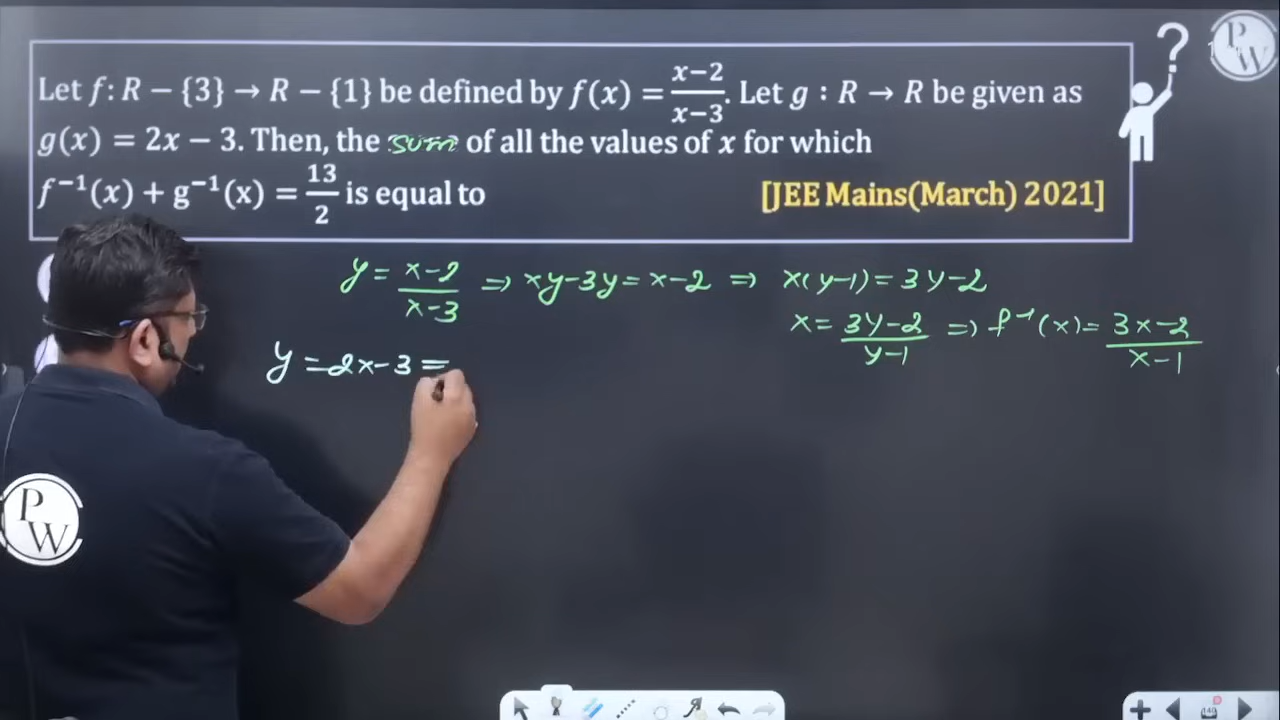 Let f: R − {3} → R − {1} be defined by f(x) = x−2/x−3. Let g : R → R be given as
g(x) = 2x − 3. Then, the sum of all the values of x for which
f⁻¹(x) + g⁻¹(x) = 13/2 is equal to [JEE Mains(March) 2021]
y = x-2/x-3 ⇒ xy-3y = x-2 ⇒ x(y-1) = 3y-2
x = 3y-2/y-1 ⇒ f⁻¹(x) = 3x-2/x-1
y = 2x-3 =
P W
P W
?